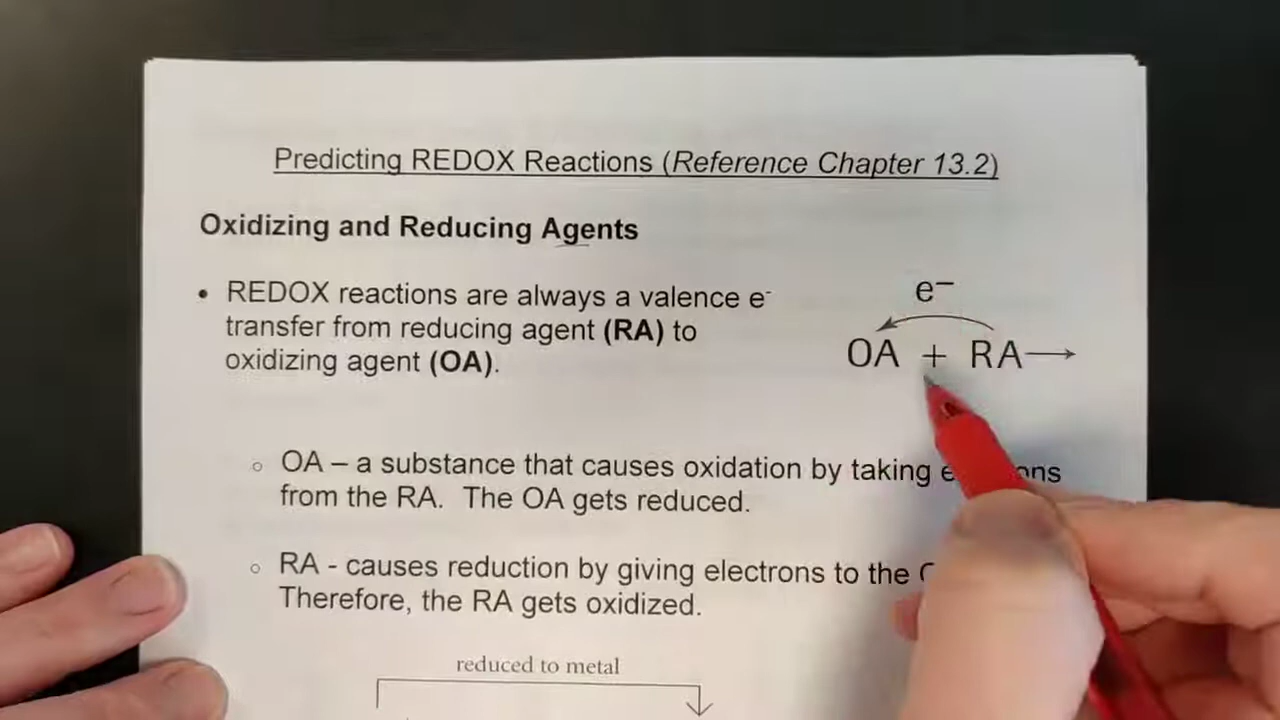 Predicting REDOX Reactions (Reference Chapter 13.2)
Oxidizing and Reducing Agents
• REDOX reactions are always a valence e⁻
transfer from reducing agent (RA) to
oxidizing agent (OA).
e⁻
OA + RA→
○ OA – a substance that causes oxidation by taking
from the RA. The OA gets reduced.
○ RA - causes reduction by giving electrons to the
Therefore, the RA gets oxidized.
reduced to metal